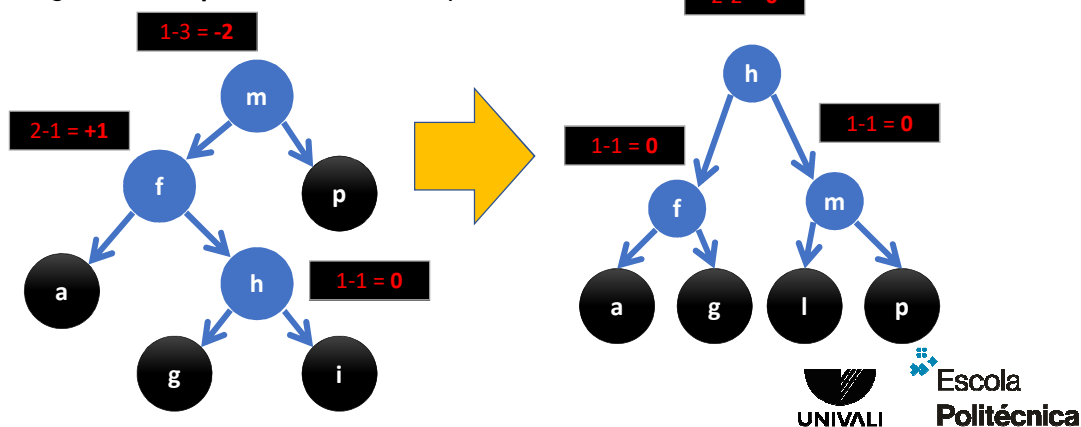 1-3 = -2
m
2-1 = +1
f
p
a
h
1-1 = 0
g
i
h
1-1 = 0
1-1 = 0
f
m
a
g
l
p
UNIVALI
Escola
Politécnica